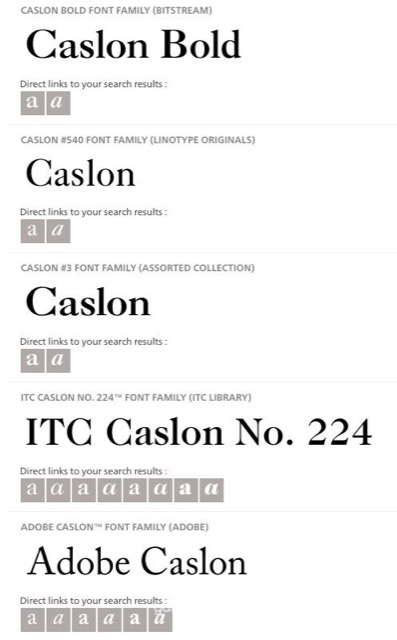 CASLON BOLD FONT FAMILY (BITSTREAM)
Caslon Bold
Direct links to your search results :
a a
CASLON #540 FONT FAMILY (LINOTYPE ORIGINALS)
Caslon
Direct links to your search results :
a a
CASLON #3 FONT FAMILY (ASSORTED COLLECTION)
Caslon
Direct links to your search results :
a a
ITC CASLON NO. 224™ FONT FAMILY (ITC LIBRARY)
ITC Caslon No. 224
Direct links to your search results :
a a a a a a a a
ADOBE CASLON™ FONT FAMILY (ADOBE)
Adobe Caslon
Direct links to your search results :
a a a a a a